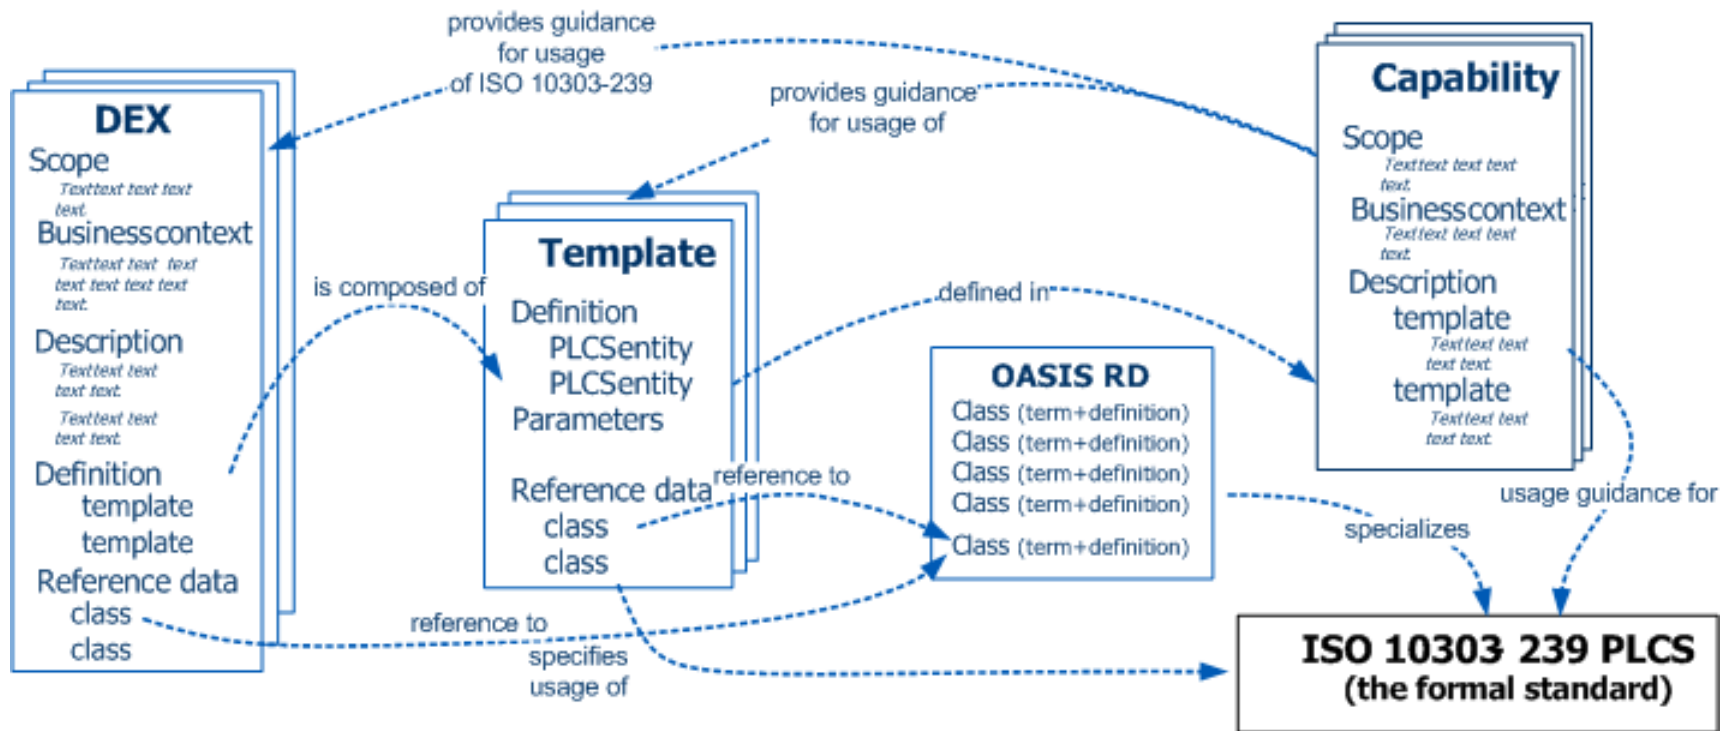 provides guidance
for usage
of ISO 10303-239
provides guidance
for usage of
DEX
Scope
Texttext text text
text.
Businesscontext
Texttext text text
text text text text
text.
Description
Texttext text
text text.
Texttext text
text text.
Definition
template
template
Reference data
class
class
is composed of
Template
Definition
PLCSentity
PLCSentity
Parameters
Reference data
class
class
defined in
reference to
reference to
specifies
usage of
OASIS RD
Class (term+definition)
Class (term+definition)
Class (term+definition)
Class (term+definition)
Class (term+definition)
Capability
Scope
Texttext text text
text.
Businesscontext
Texttext text text
text.
Description
template
Texttext text
text text.
template
Texttext text
text text.
usage guidance for
specializes
ISO 10303 239 PLCS
(the formal standard)